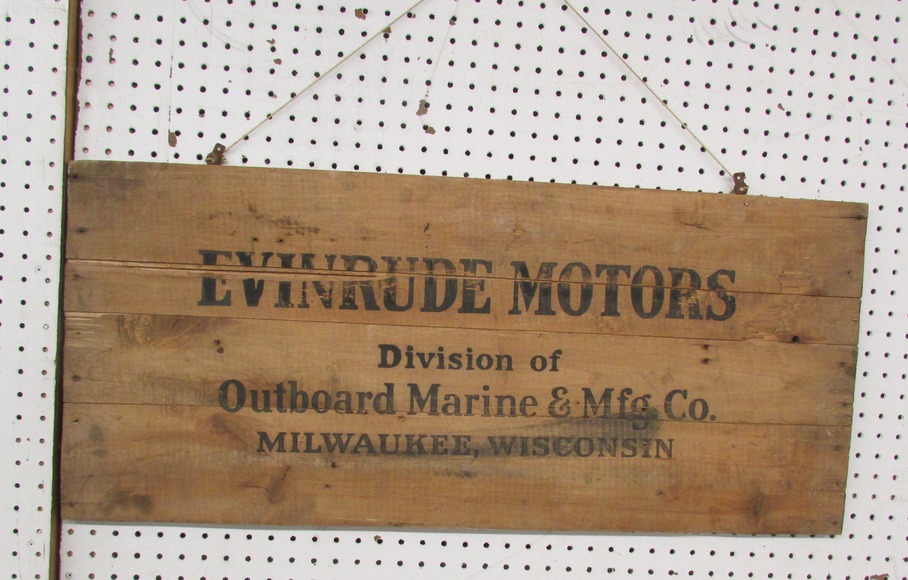 EVINRUDE MOTORS
Division of
Outboard Marine & Mfg. Co.
MILWAUKEE, WISCONSIN